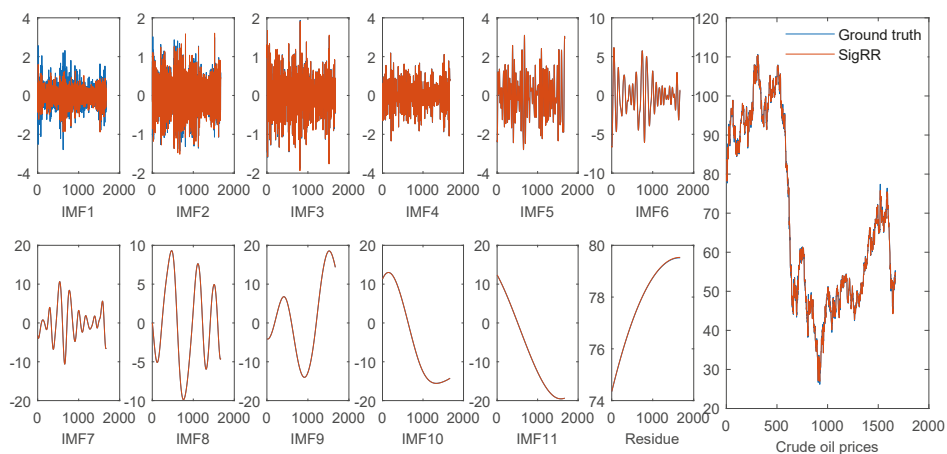 4
2
0
-2
-4
0 1000 2000
IMF1
2
1
0
-1
-2
0 1000 2000
IMF2
2
1
0
-1
-2
0 1000 2000
IMF3
4
2
0
-2
-4
0 1000 2000
IMF4
4
2
0
-2
-4
0 1000 2000
IMF5
10
5
0
-5
-10
0 1000 2000
IMF6
20
10
0
-10
-20
0 1000 2000
IMF7
10
5
0
-5
-10
0 1000 2000
IMF8
20
10
0
-10
-20
0 1000 2000
IMF9
20
10
0
-10
-20
0 1000 2000
IMF10
20
10
0
-10
-20
0 1000 2000
IMF11
80
78
76
74
0 1000 2000
Residue
120
110
100
90
80
70
60
50
40
30
20
0 500 1000 1500 2000
Crude oil prices
Ground truth
SigRR